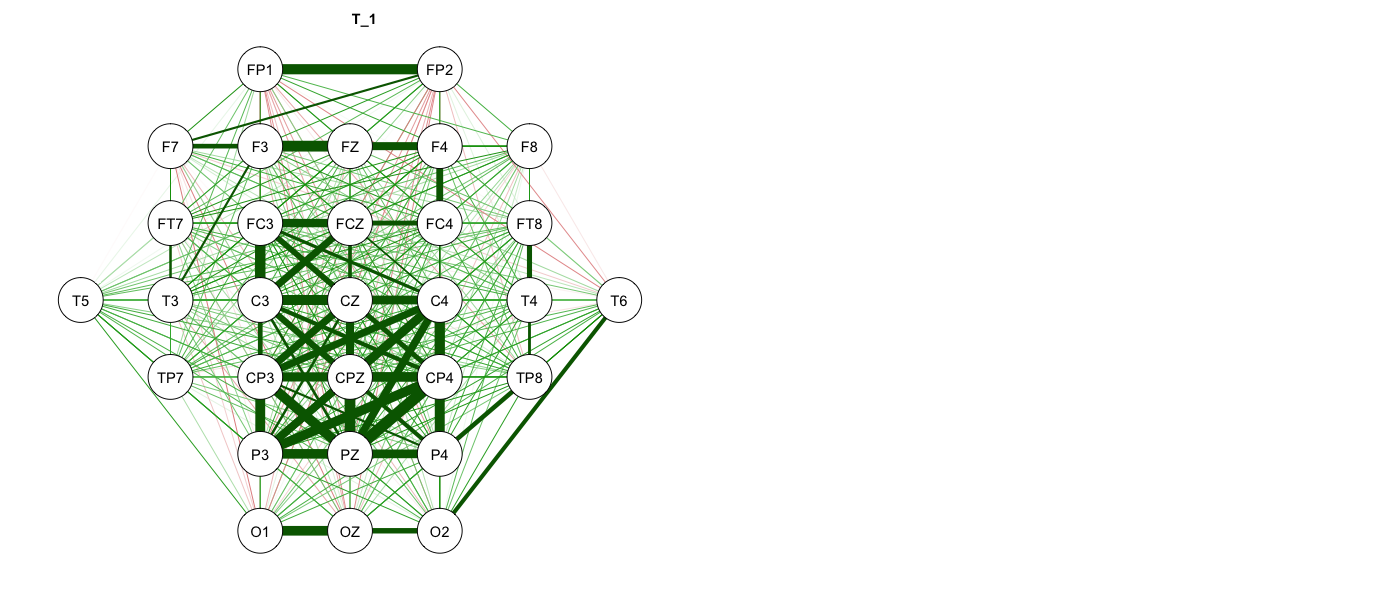 T_1
FP1 FP2
F7 F3 FZ F4 F8
FT7 FC3 FCZ FC4 FT8
T5 T3 C3 CZ C4 T4 T6
TP7 CP3 CPZ CP4 TP8
P3 PZ P4
O1 OZ O2